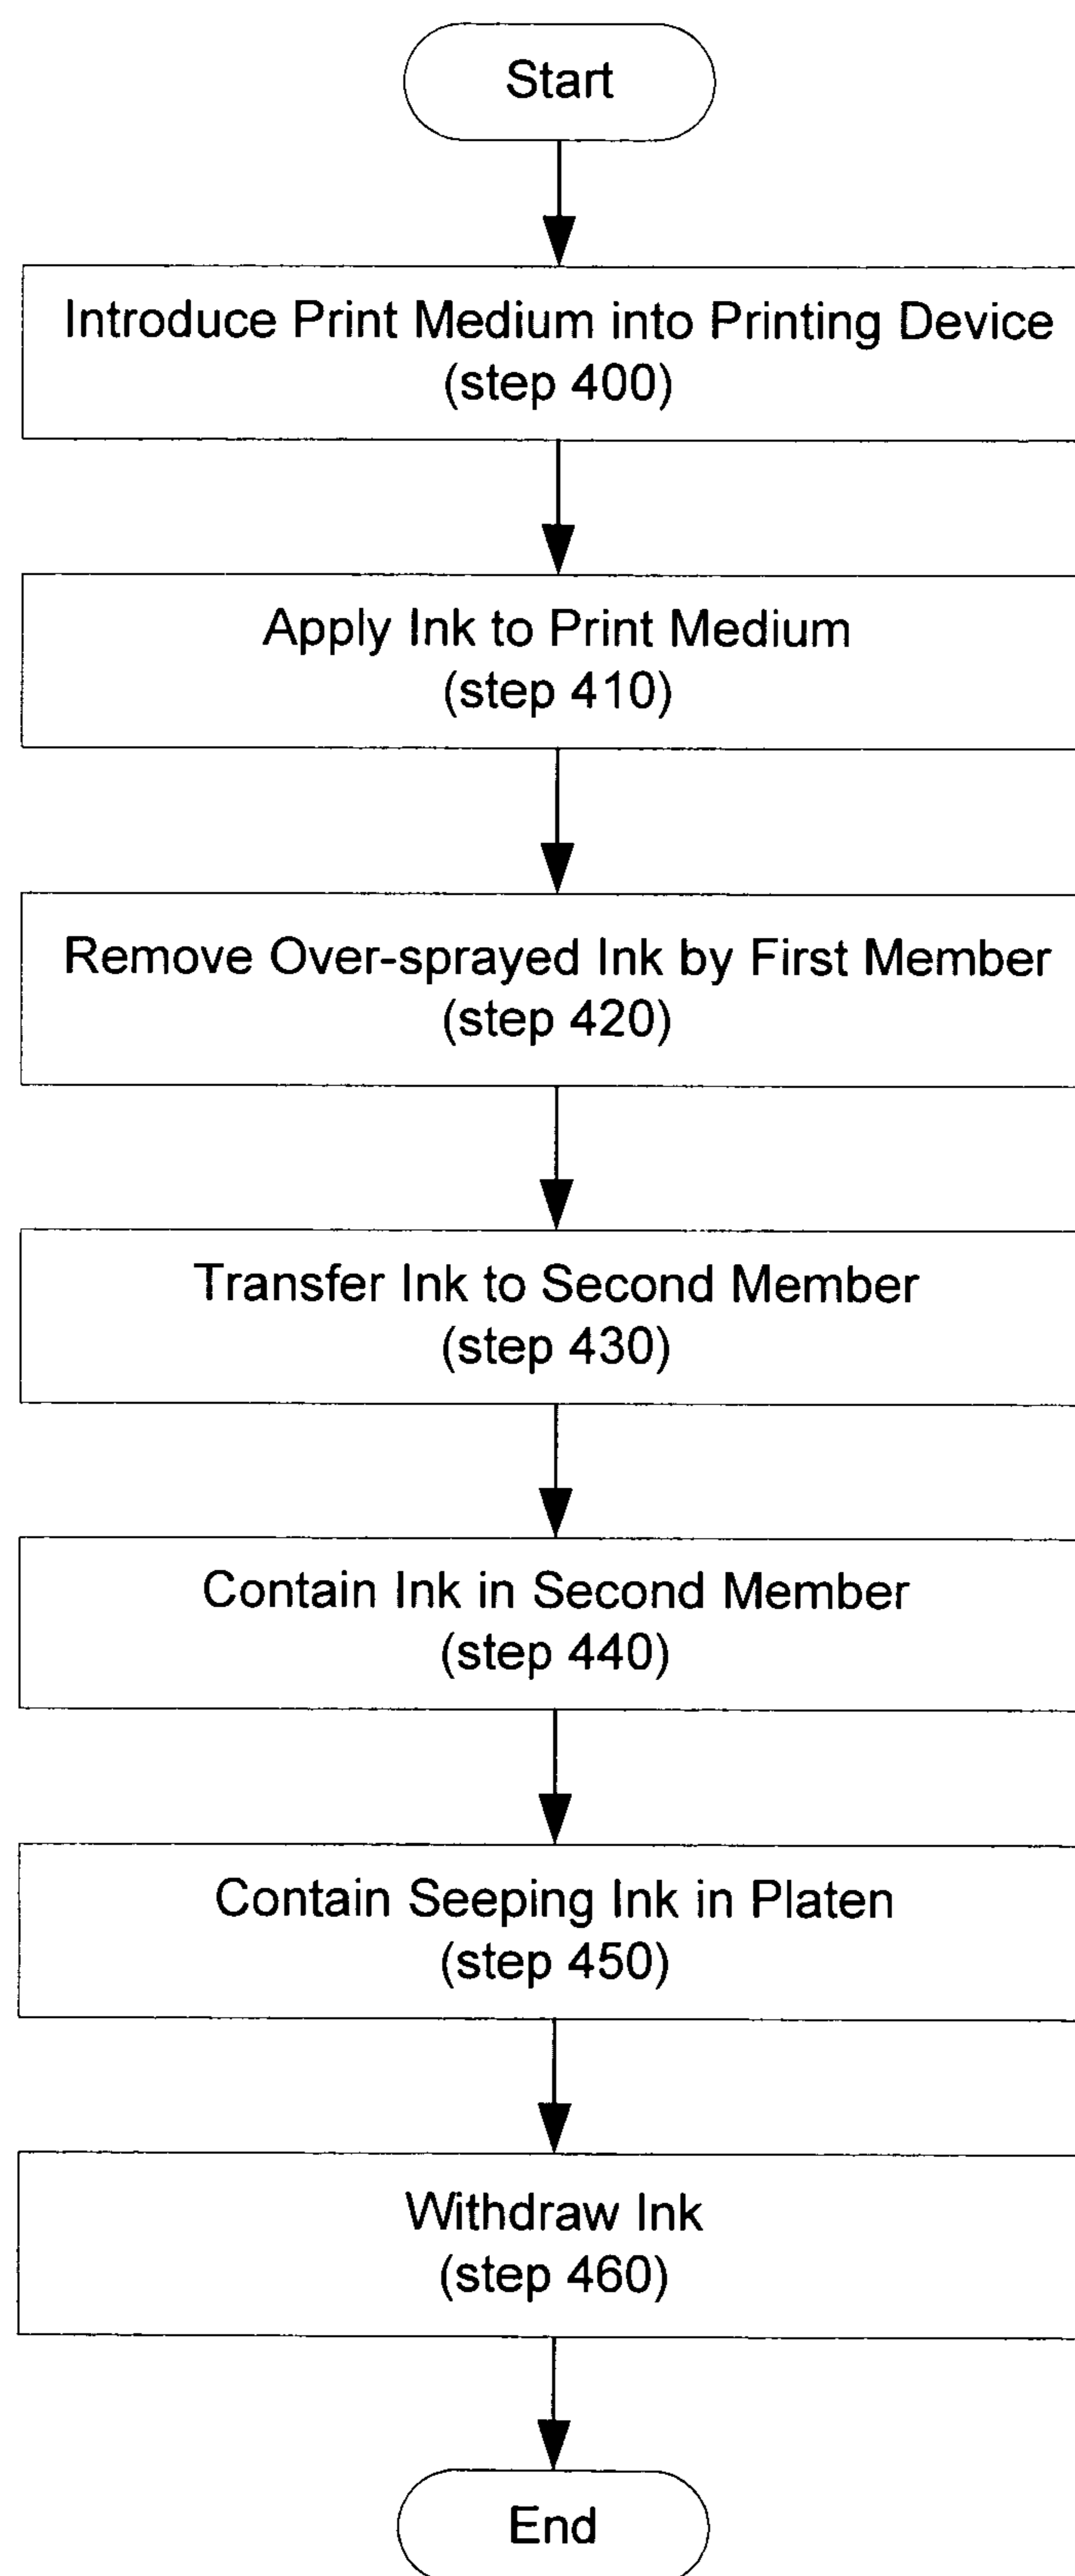 Start
Introduce Print Medium into Printing Device
(step 400)
Apply Ink to Print Medium
(step 410)
Remove Over-sprayed Ink by First Member
(step 420)
Transfer Ink to Second Member
(step 430)
Contain Ink in Second Member
(step 440)
Contain Seeping Ink in Platen
(step 450)
Withdraw Ink
(step 460)
End